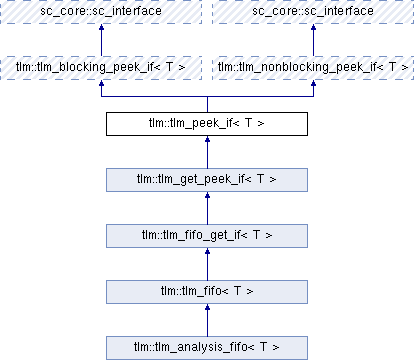 sc_core::sc_interface
sc_core::sc_interface
tlm::tlm_blocking_peek_if< T >
tlm::tlm_nonblocking_peek_if< T >
tlm::tlm_peek_if< T >
tlm::tlm_get_peek_if< T >
tlm::tlm_fifo_get_if< T >
tlm::tlm_fifo< T >
tlm::tlm_analysis_fifo< T >